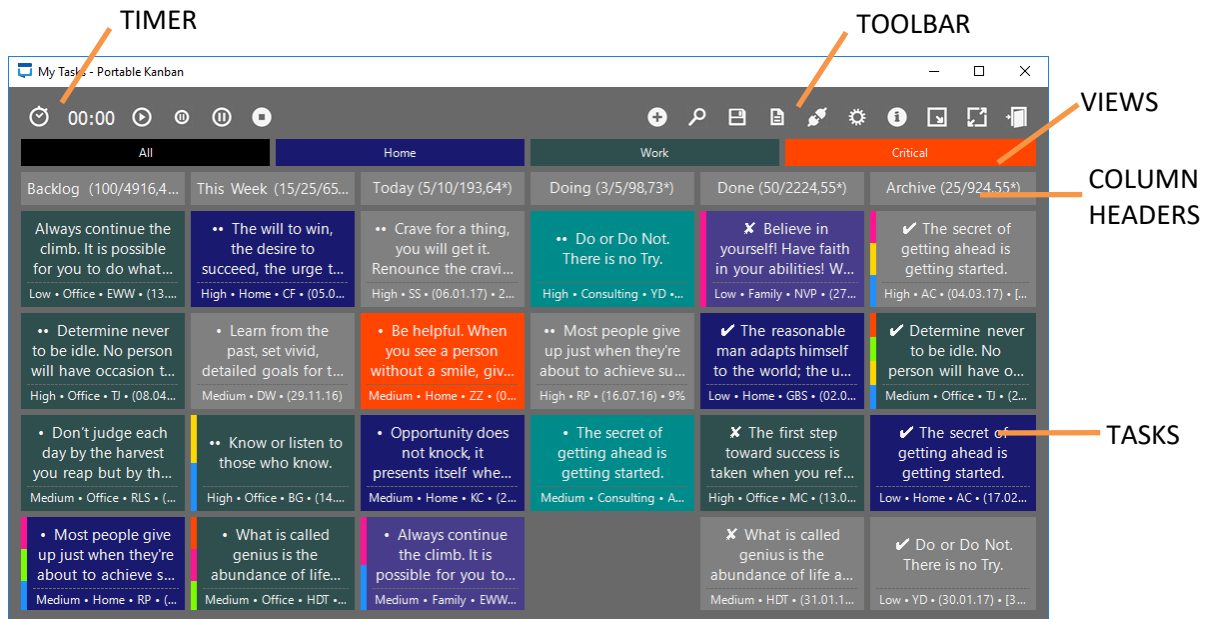 TIMER
TOOLBAR
My Tasks - Portable Kanban
VIEWS
00:00
All Home Work Critical
COLUMN
HEADERS
Backlog (100/4916,4... This Week (15/25/65... Today (5/10/193,64*) Doing (3/5/98,73*) Done (50/2224,55*) Archive (25/924,55*)
Always continue the
climb. It is possible
for you to do what...
Low • Office • EWW • (13....
•• The will to win,
the desire to
succeed, the urge t...
High • Home • CF • (05.0...
•• Crave for a thing,
you will get it.
Renounce the cravi...
High • SS • (06.01.17) • 2...
•• Do or Do Not.
There is no Try.
High • Consulting • YD •...
✘ Believe in
yourself! Have faith
in your abilities! W...
Low • Family • NVP • (27...
✔ The secret of
getting ahead is
getting started.
High • AC • (04.03.17) • [...
•• Determine never
to be idle. No person
will have occasion t...
High • Office • TJ • (08.04...
• Learn from the
past, set vivid,
detailed goals for t...
Medium • DW • (29.11.16)
• Be helpful. When
you see a person
without a smile, giv...
Medium • Home • ZZ • (0...
•• Most people give
up just when they're
about to achieve su...
High • RP • (16.07.16) • 9%
✔ The reasonable
man adapts himself
to the world; the u...
Low • Home • GBS • (02.0...
✔ Determine never
to be idle. No
person will have o...
Medium • Office • TJ • (2...
• Don't judge each
day by the harvest
you reap but by th...
Medium • Office • RLS • (...
•• Know or listen to
those who know.
High • Office • BG • (14....
• Opportunity does
not knock, it
presents itself whe...
Medium • Home • KC • (2...
• The secret of
getting ahead is
getting started.
Medium • Consulting • A...
✘ The first step
toward success is
taken when you ref...
High • Office • MC • (13.0...
✔ The secret of
getting ahead is
getting started.
Low • Home • AC • (17.02...
TASKS
• Most people give
up just when they're
about to achieve s...
Medium • Home • RP • (...
• What is called
genius is the
abundance of life...
Medium • Office • HDT •...
• Always continue
the climb. It is
possible for you to...
Medium • Family • EWW...
✘ What is called
genius is the
abundance of life a...
Medium • HDT • (31.01.1...
✔ Do or Do Not.
There is no Try.
Low • YD • (30.01.17) • [3...